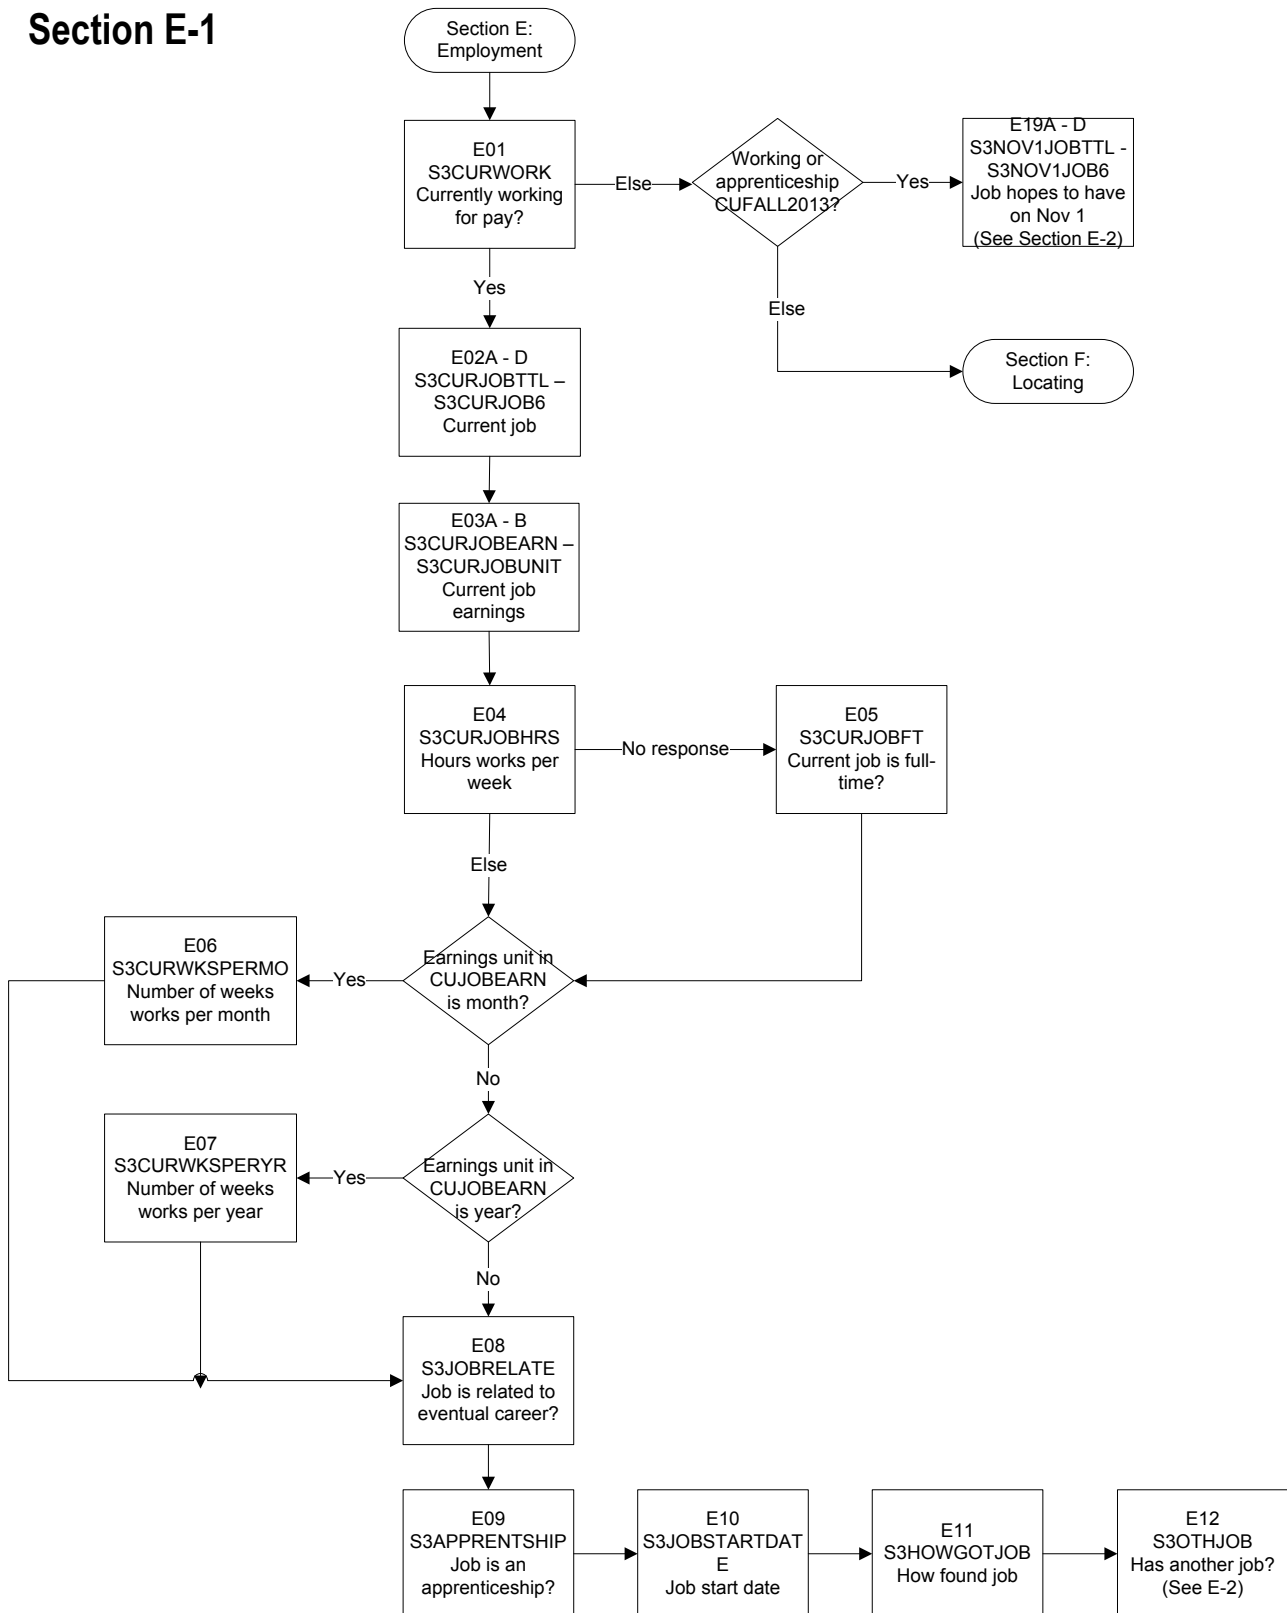 Section E-1
Section E:
Employment
E01
S3CURWORK
Currently working
for pay?
Else
Working or
apprenticeship
CUFALL2013?
Yes
E19A - D
S3NOV1JOBTTL -
S3NOV1JOB6
Job hopes to have
on Nov 1
(See Section E-2)
Yes
Else
E02A - D
S3CURJOBTTL –
S3CURJOB6
Current job
Section F:
Locating
E03A - B
S3CURJOBEARN –
S3CURJOBUNIT
Current job
earnings
E04
S3CURJOBHRS
Hours works per
week
No response
E05
S3CURJOBFT
Current job is full-
time?
Else
E06
S3CURWKSPERMO
Number of weeks
works per month
Yes
Earnings unit in
CUJOBEARN
is month?
No
E07
S3CURWKSPERYR
Number of weeks
works per year
Yes
Earnings unit in
CUJOBEARN
is year?
No
E08
S3JOBRELATE
Job is related to
eventual career?
E09
S3APPRENTSHIP
Job is an
apprenticeship?
E10
S3JOBSTARTDAT
E
Job start date
E11
S3HOWGOTJOB
How found job
E12
S3OTHJOB
Has another job?
(See E-2)